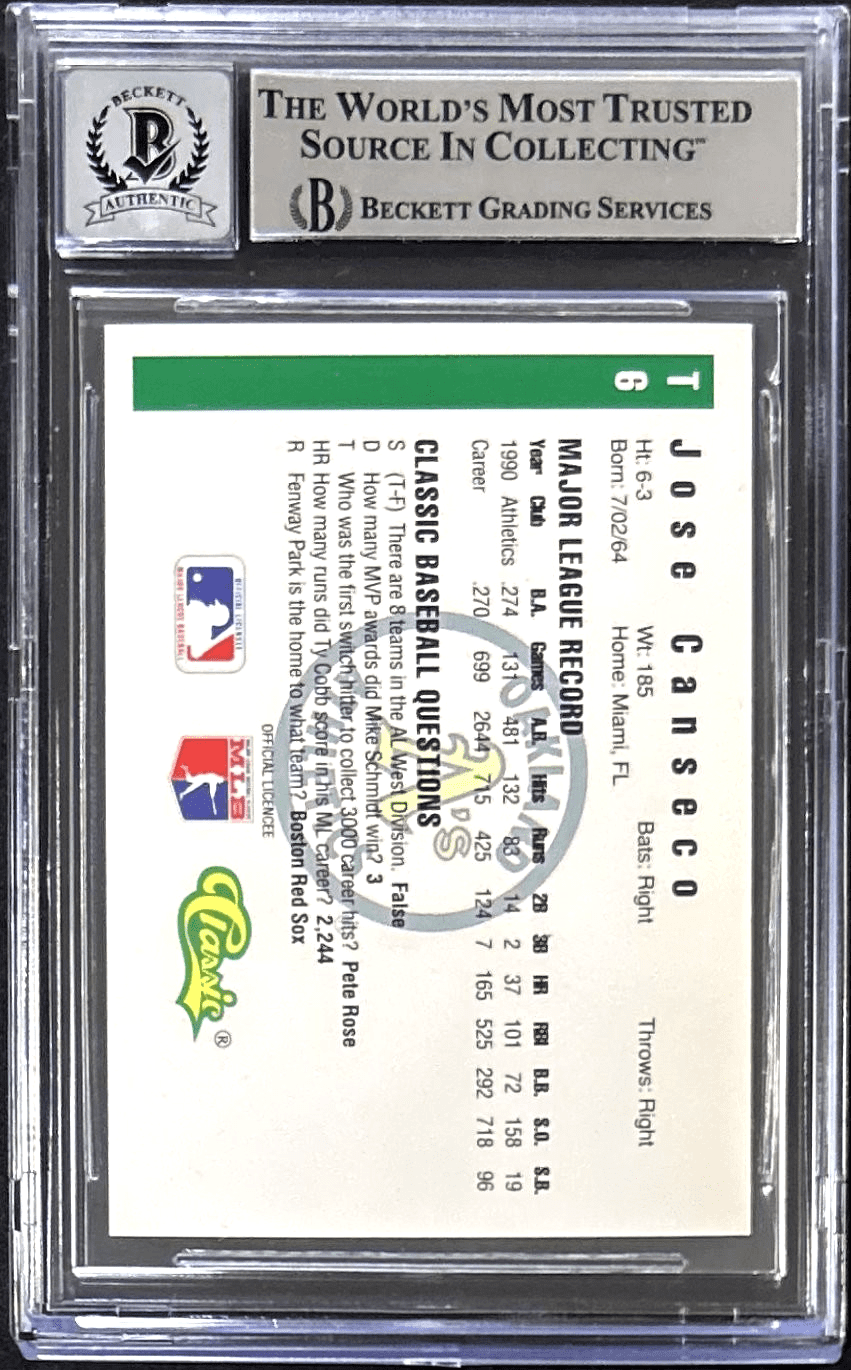 BECKETT
B
AUTHENTIC
THE WORLD'S MOST TRUSTED
SOURCE IN COLLECTING™
B BECKETT GRADING SERVICES
T
6
Jose Canseco
Ht: 6-3 Wt: 185 Bats: Right Throws: Right
Born: 7/02/64 Home: Miami, FL
MAJOR LEAGUE RECORD
Year Club B.A. Games A.B. Hits Runs 2B 3B HR RBI B.B. S.O. S.B.
1990 Athletics .274 131 481 132 83 14 2 37 101 72 158 19
Career .270 699 2644 715 425 124 7 165 525 292 718 96
CLASSIC BASEBALL QUESTIONS
S (T-F) There are 8 teams in the AL West Division. False
D How many MVP awards did Mike Schmidt win? 3
T Who was the first switch hitter to collect 3000 career hits? Pete Rose
HR How many runs did Ty Cobb score in his ML career? 2,244
R Fenway Park is the home to what team? Boston Red Sox
OAKLAND
A's
ATHLETICS
OFFICIAL LICENSEE
MAJOR LEAGUE BASEBALL
MLB
OFFICIAL LICENCEE
Classic®